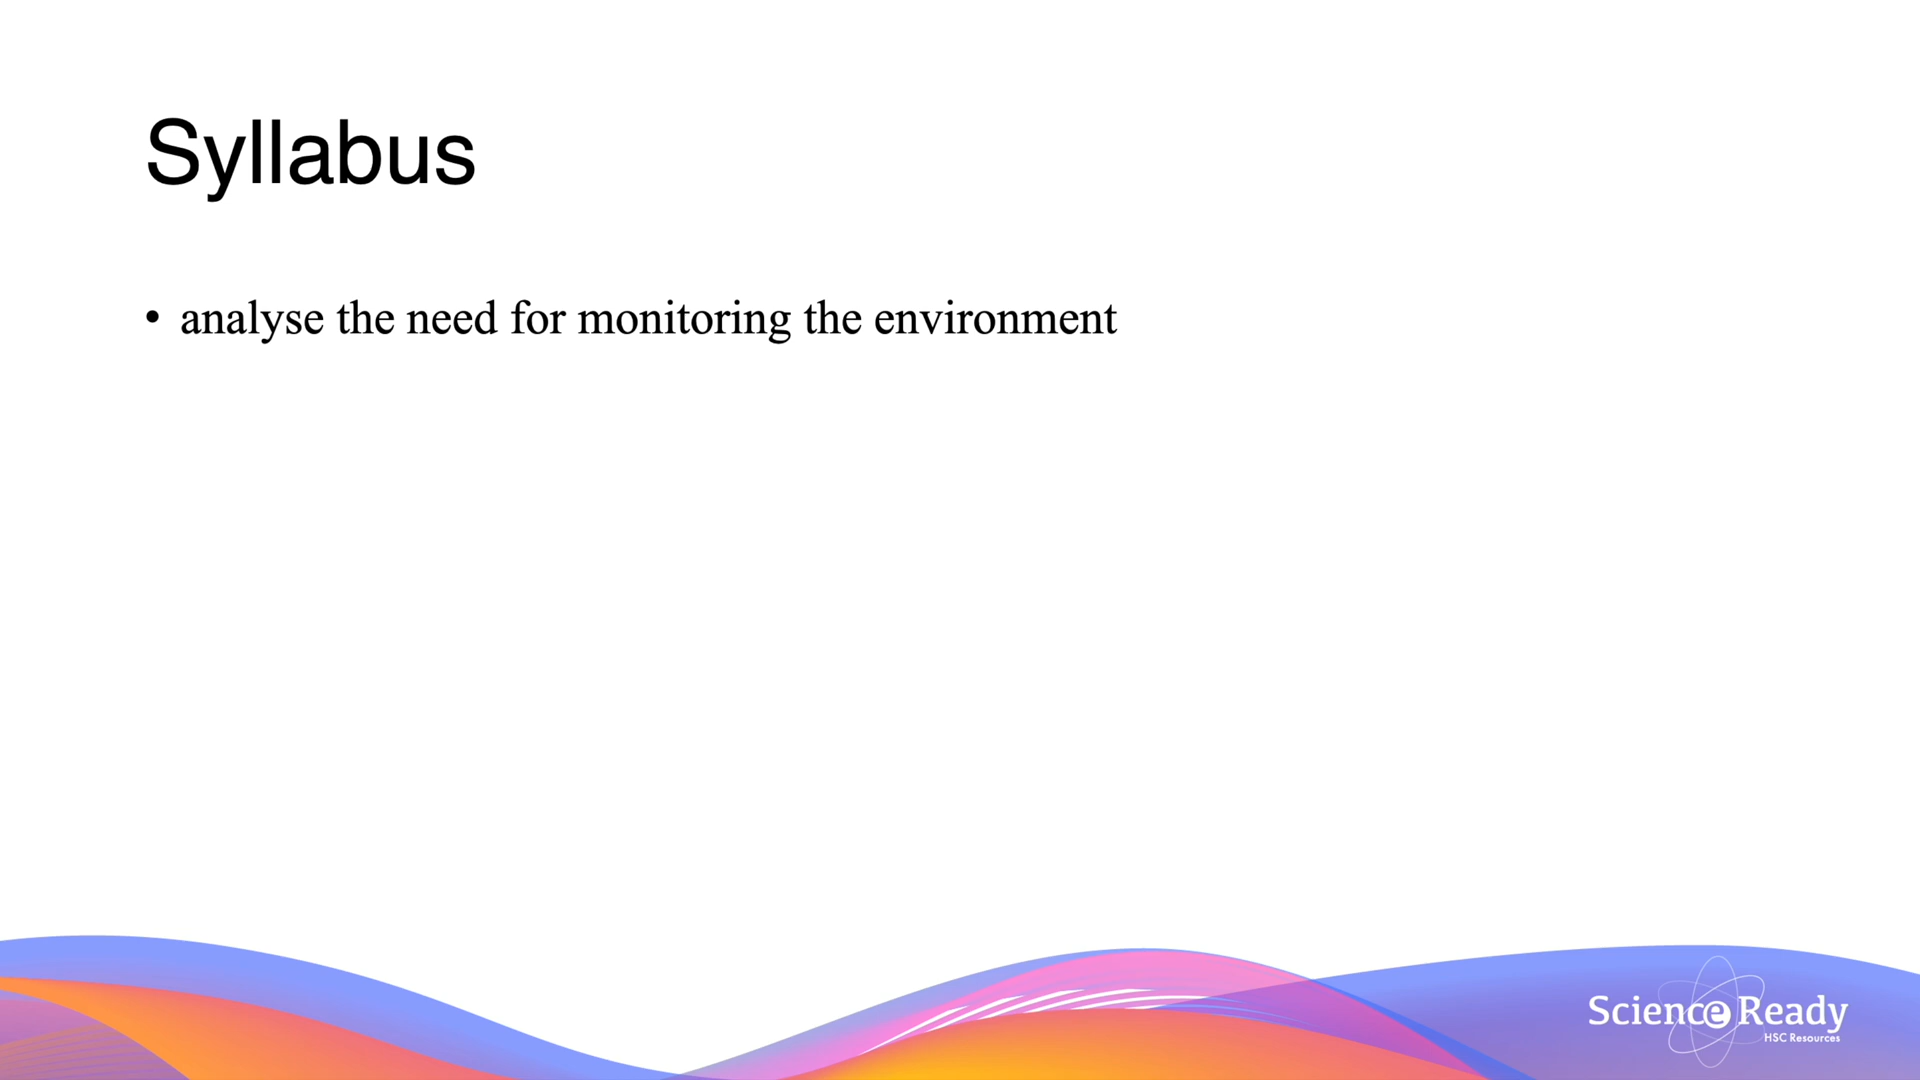 Syllabus
• analyse the need for monitoring the environment
Science Ready
HSC Resources